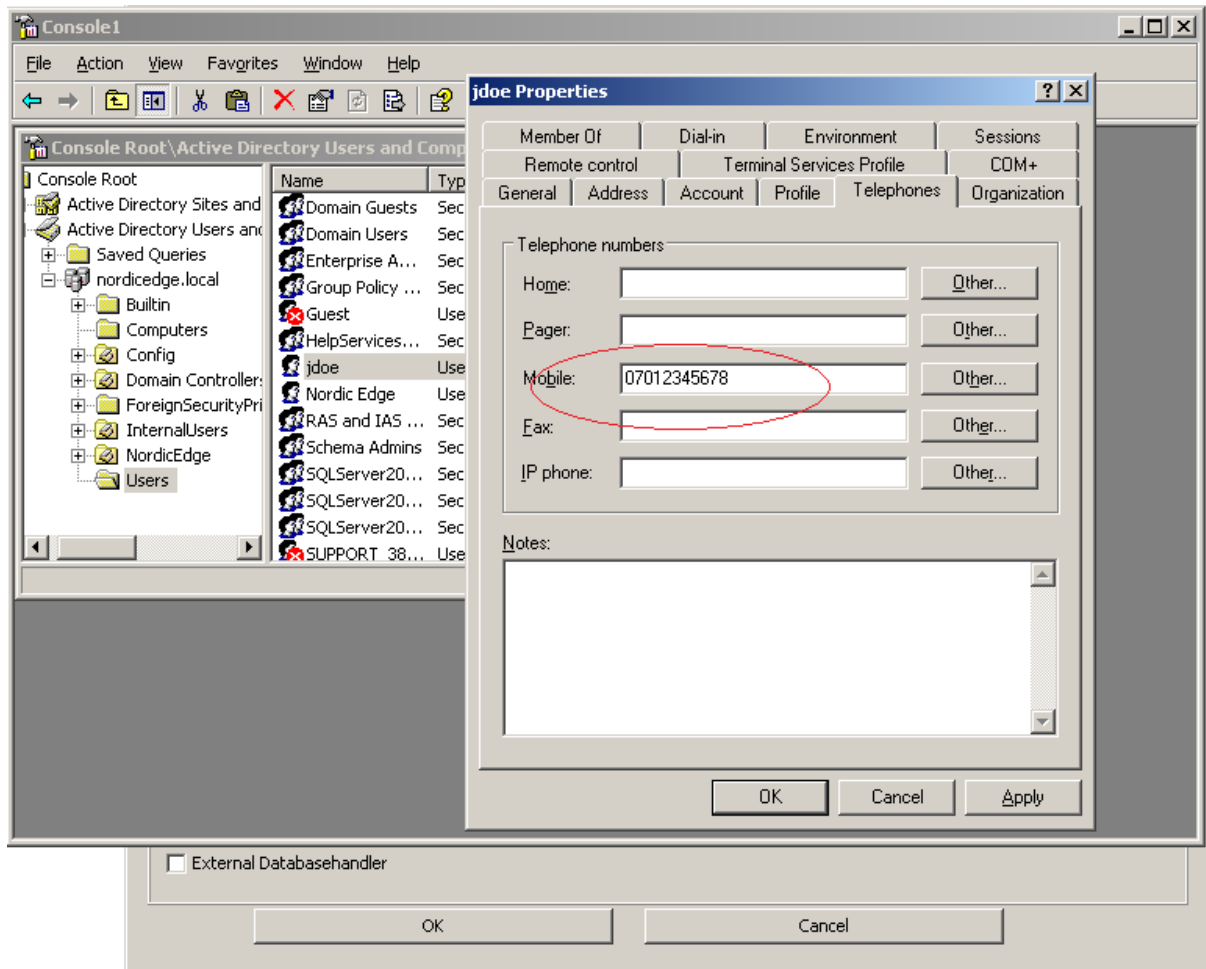 Console1
File Action View Favorites Window Help
Console Root\Active Directory Users and Comp
Console Root
Active Directory Sites and
Active Directory Users and
Saved Queries
nordicedge.local
Builtin
Computers
Config
Domain Controllers
ForeignSecurityPri
InternalUsers
NordicEdge
Users
Name Typ
Domain Guests Sec
Domain Users Sec
Enterprise A... Sec
Group Policy ... Sec
Guest Use
HelpServices... Sec
jdoe Use
Nordic Edge Use
RAS and IAS ... Sec
Schema Admins Sec
SQLServer20... Sec
SQLServer20... Sec
SQLServer20... Sec
SUPPORT_38... Use
jdoe Properties
Member Of Dial-in Environment Sessions
Remote control Terminal Services Profile COM+
General Address Account Profile Telephones Organization
Telephone numbers
Home: Other...
Pager: Other...
Mobile: 07012345678 Other...
Fax: Other...
IP phone: Other...
Notes:
OK Cancel Apply
External Databasehandler
OK Cancel